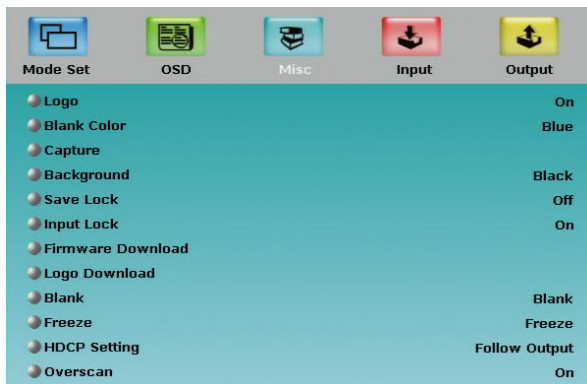 Mode Set OSD Misc Input Output
Logo On
Blank Color Blue
Capture
Background Black
Save Lock Off
Input Lock On
Firmware Download
Logo Download
Blank Blank
Freeze Freeze
HDCP Setting Follow Output
Overscan On